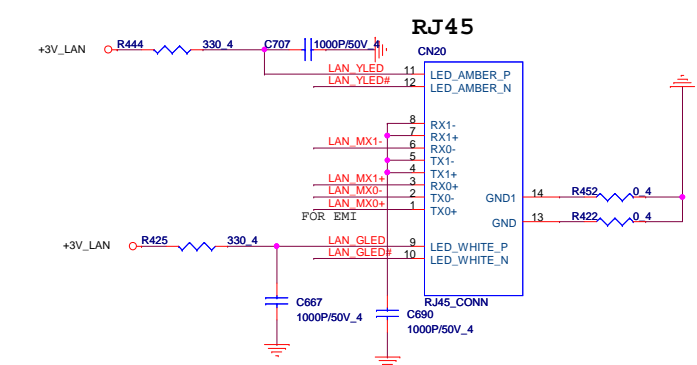 RJ45
+3V_LAN R444 330_4 C707 1000P/50V_4 CN20
LAN_YLED 11 LED_AMBER_P
LAN_YLED# 12 LED_AMBER_N
8 RX1-
7 RX1+
LAN_MX1- 6 RX0-
5 TX1-
4 TX1+
LAN_MX1+ 3 RX0+
LAN_MX0- 2 TX0- GND1 14 R452 0_4
LAN_MX0+ 1 TX0+
FOR EMI GND 13 R422 0_4
+3V_LAN R425 330_4 LAN_GLED 9 LED_WHITE_P
LAN_GLED# 10 LED_WHITE_N
C667 RJ45_CONN
1000P/50V_4 C690
1000P/50V_4